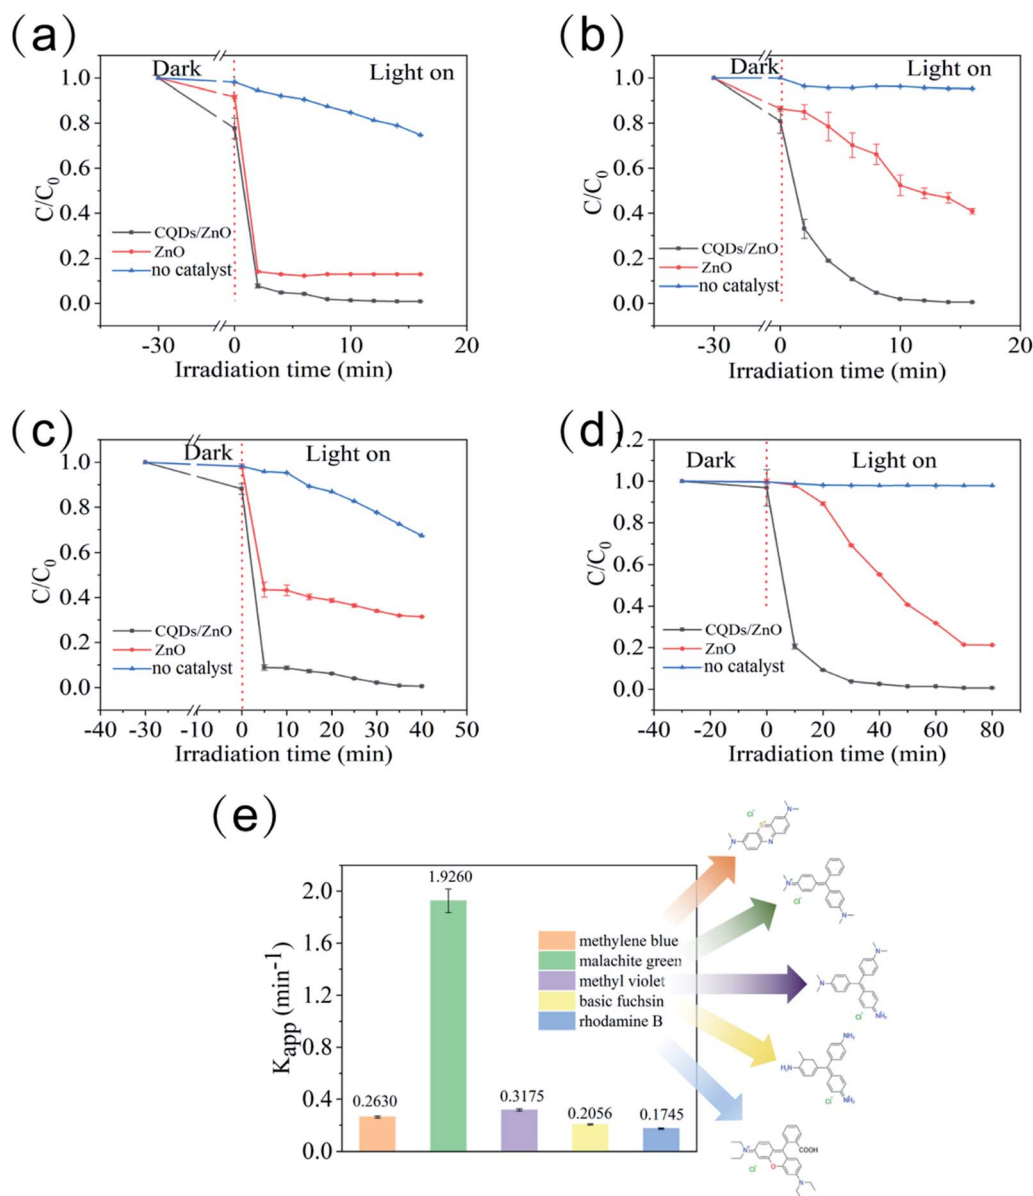 (a)
Dark
Light on
1.0
0.8
0.6
0.4
0.2
0.0
C/C0
CQDs/ZnO
ZnO
no catalyst
-30
0
10
20
Irradiation time (min)
(b)
Dark
Light on
1.0
0.8
0.6
0.4
0.2
0.0
C/C0
CQDs/ZnO
ZnO
no catalyst
-30
0
10
20
Irradiation time (min)
(c)
Dark
Light on
1.0
0.8
0.6
0.4
0.2
0.0
C/C0
CQDs/ZnO
ZnO
no catalyst
-40
-30
-10
0
10
20
30
40
50
Irradiation time (min)
(d)
Dark
Light on
1.2
1.0
0.8
0.6
0.4
0.2
0.0
C/C0
CQDs/ZnO
ZnO
no catalyst
-40
-20
0
20
40
60
80
Irradiation time (min)
(e)
2.0
1.6
1.2
0.8
0.4
0.0
Kapp (min-1)
0.2630
1.9260
0.3175
0.2056
0.1745
methylene blue
malachite green
methyl violet
basic fuchsin
rhodamine B
Cl-
N
S+
N
N
N+
Cl-
N
N
N
Cl-
NH2+
NH2
H2N
Cl-
NH2+
N+
COOH
Cl-
O
N